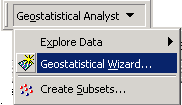 Geostatistical Analyst
Explore Data
Geostatistical Wizard...
Create Subsets...